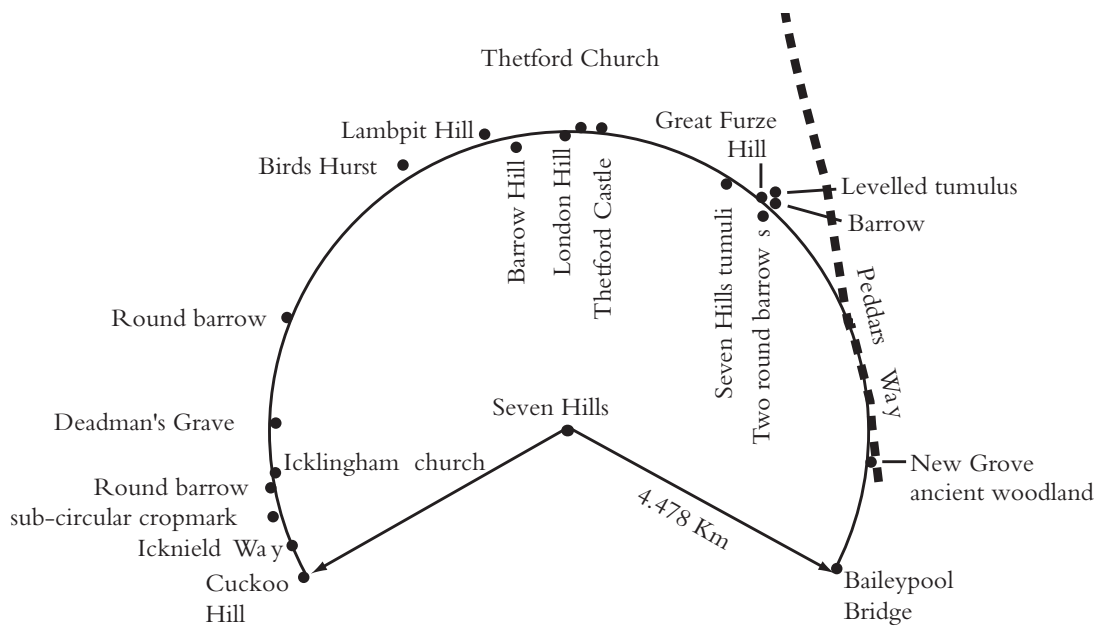 Thetford Church
Lambpit Hill
Great Furze
Hill
Birds Hurst
Barrow Hill
London Hill
Thetford Castle
Levelled tumulus
Barrow
Seven Hills tumuli
Two round barrow s
Peddars Way
Round barrow
Seven Hills
Deadman's Grave
Icklingham church
New Grove
ancient woodland
Round barrow
sub-circular cropmark
4.478 Km
Icknield Way
Cuckoo
Hill
Baileypool
Bridge